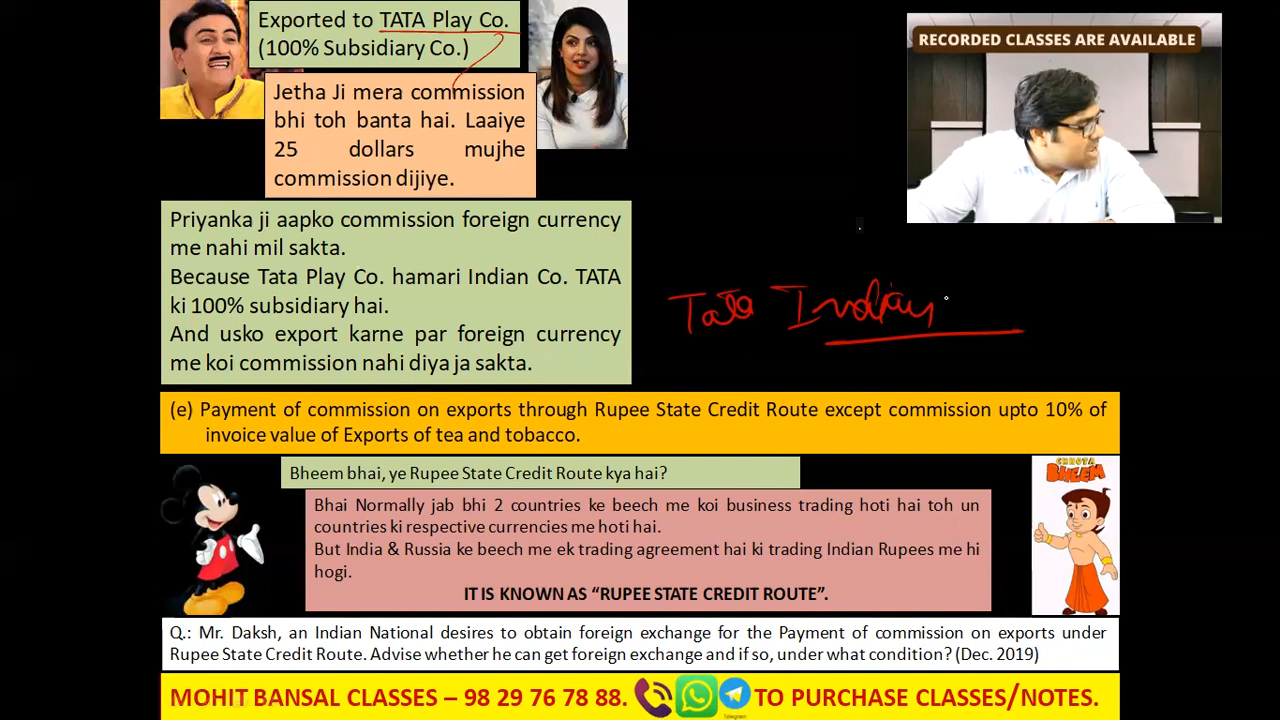 Exported to TATA Play Co.
(100% Subsidiary Co.)
RECORDED CLASSES ARE AVAILABLE
Jetha Ji mera commission
bhi toh banta hai. Laaiye
25 dollars mujhe
commission dijiye.
Priyanka ji aapko commission foreign currency
me nahi mil sakta.
Because Tata Play Co. hamari Indian Co. TATA
ki 100% subsidiary hai.
And usko export karne par foreign currency
me koi commission nahi diya ja sakta.
Tata Indian
(e) Payment of commission on exports through Rupee State Credit Route except commission upto 10% of
invoice value of Exports of tea and tobacco.
Bheem bhai, ye Rupee State Credit Route kya hai?
CHHOTA
BHEEM
Bhai Normally jab bhi 2 countries ke beech me koi business trading hoti hai toh un
countries ki respective currencies me hoti hai.
But India & Russia ke beech me ek trading agreement hai ki trading Indian Rupees me hi
hogi.
IT IS KNOWN AS “RUPEE STATE CREDIT ROUTE”.
Q.: Mr. Daksh, an Indian National desires to obtain foreign exchange for the Payment of commission on exports under
Rupee State Credit Route. Advise whether he can get foreign exchange and if so, under what condition? (Dec. 2019)
MOHIT BANSAL CLASSES – 98 29 76 78 88. TO PURCHASE CLASSES/NOTES.
Telegram